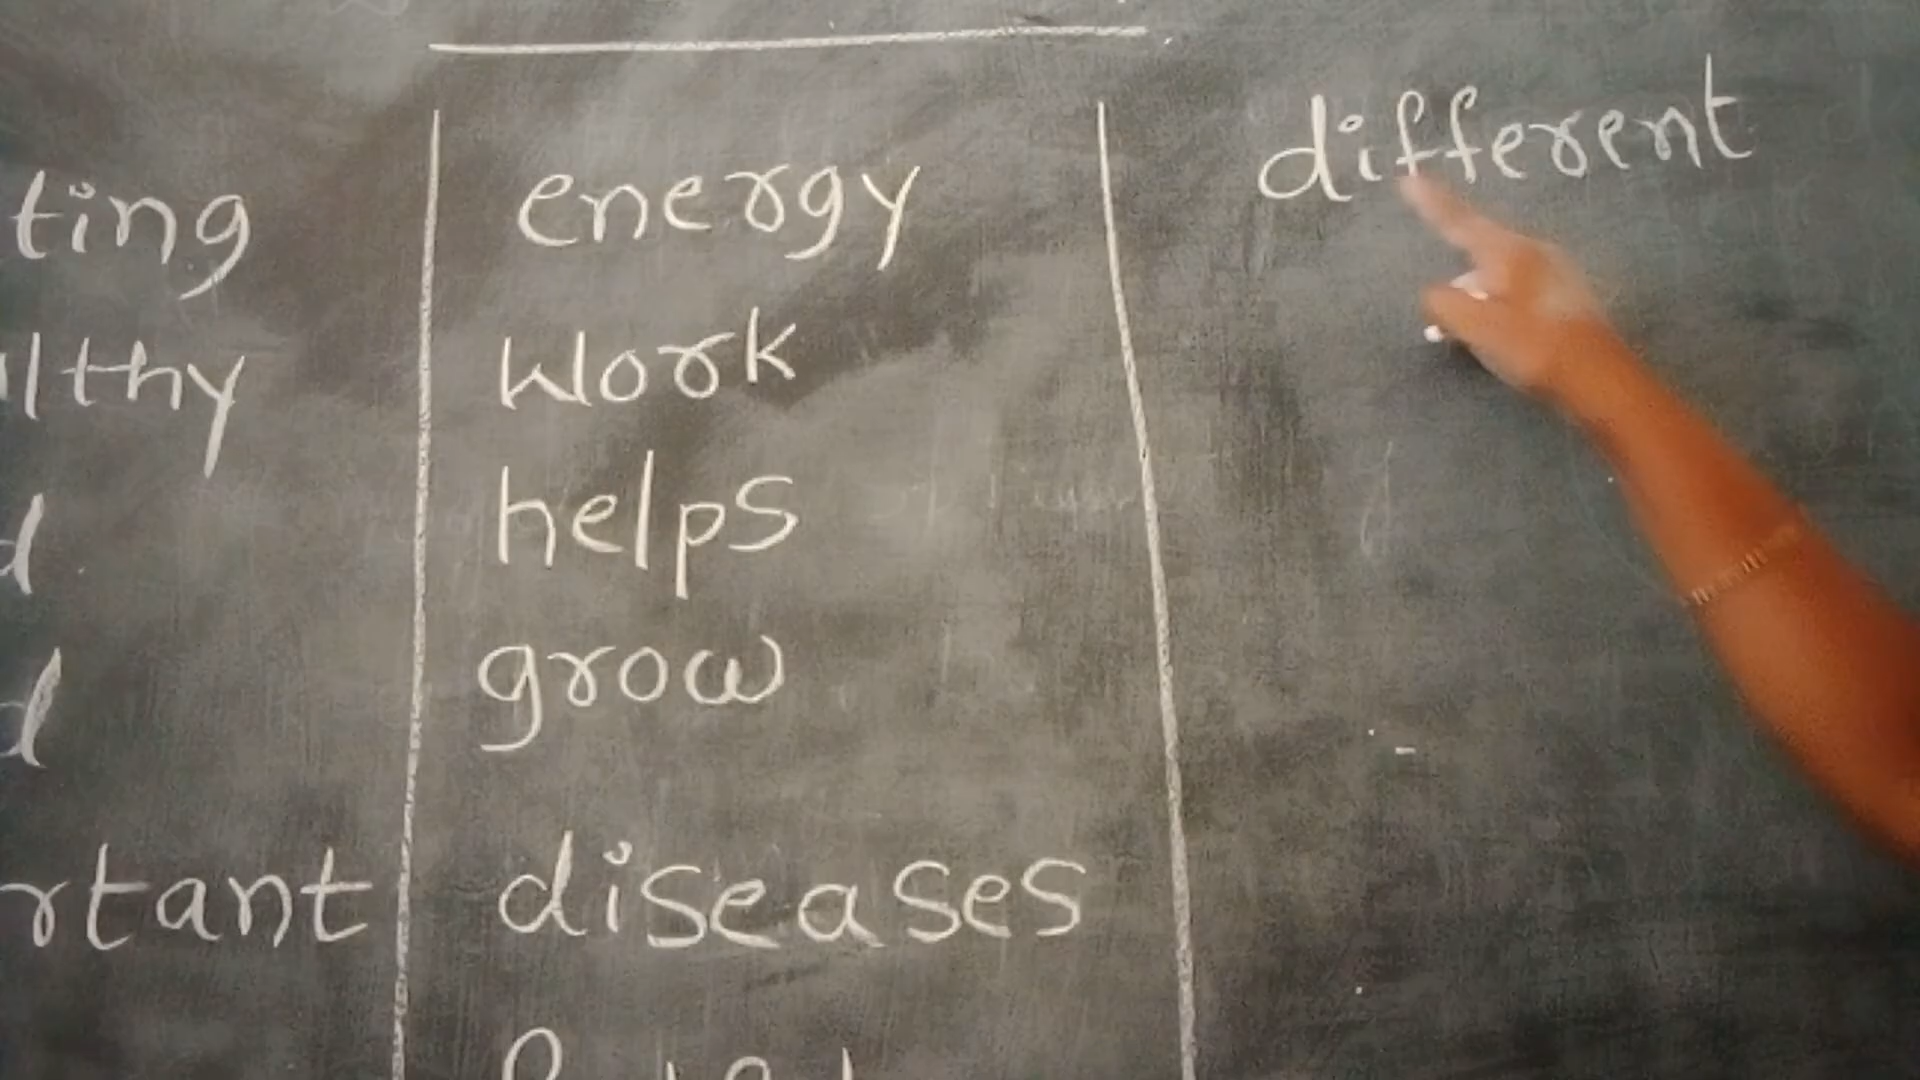 ting energy different
lthy work
d helps
d grow
rtant diseases